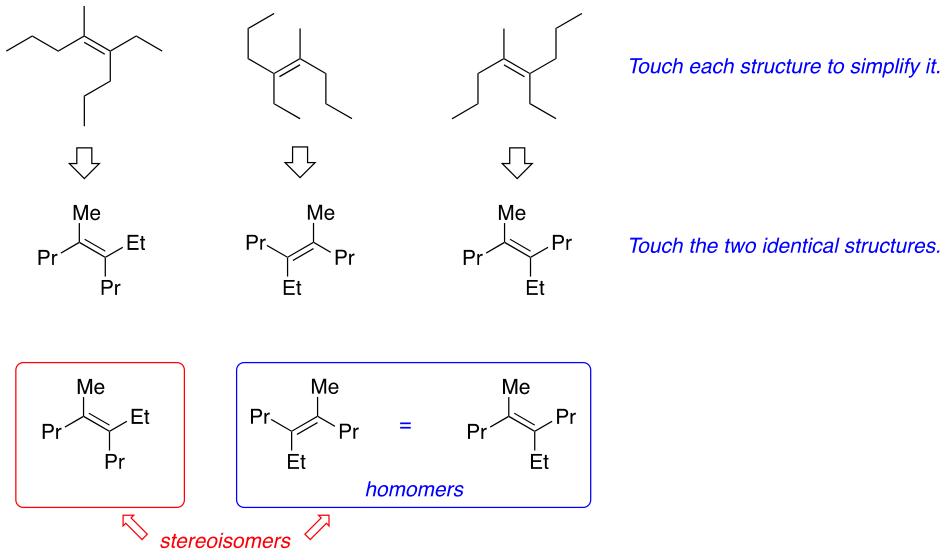 Touch each structure to simplify it.
Me Me Me
Pr Et Pr Pr Pr Pr
Pr Et Et
Touch the two identical structures.
Me Me Me
Pr Et Pr Pr = Pr Pr
Pr Et Et
homomers
stereoisomers